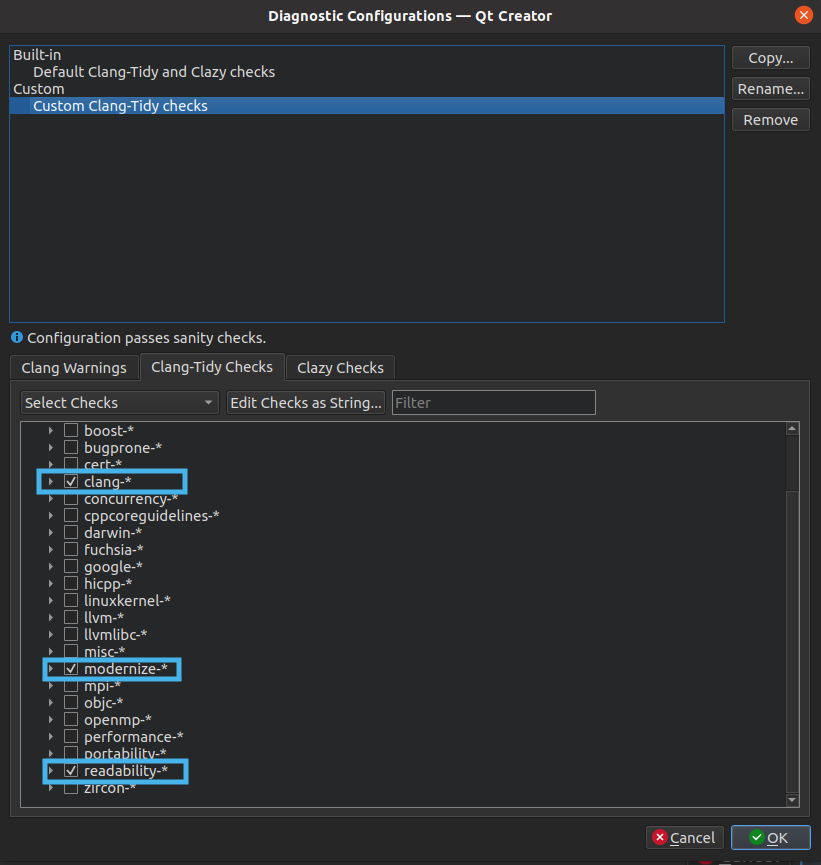 Diagnostic Configurations — Qt Creator
Built-in
Default Clang-Tidy and Clazy checks
Custom
Custom Clang-Tidy checks
Copy...
Rename...
Remove
Configuration passes sanity checks.
Clang Warnings
Clang-Tidy Checks
Clazy Checks
Select Checks
Edit Checks as String...
Filter
boost-*
bugprone-*
cert-*
clang-*
concurrency-*
cppcoreguidelines-*
darwin-*
fuchsia-*
google-*
hicpp-*
linuxkernel-*
llvm-*
llvmlibc-*
misc-*
modernize-*
mpi-*
objc-*
openmp-*
performance-*
portability-*
readability-*
zircon-*
Cancel
OK